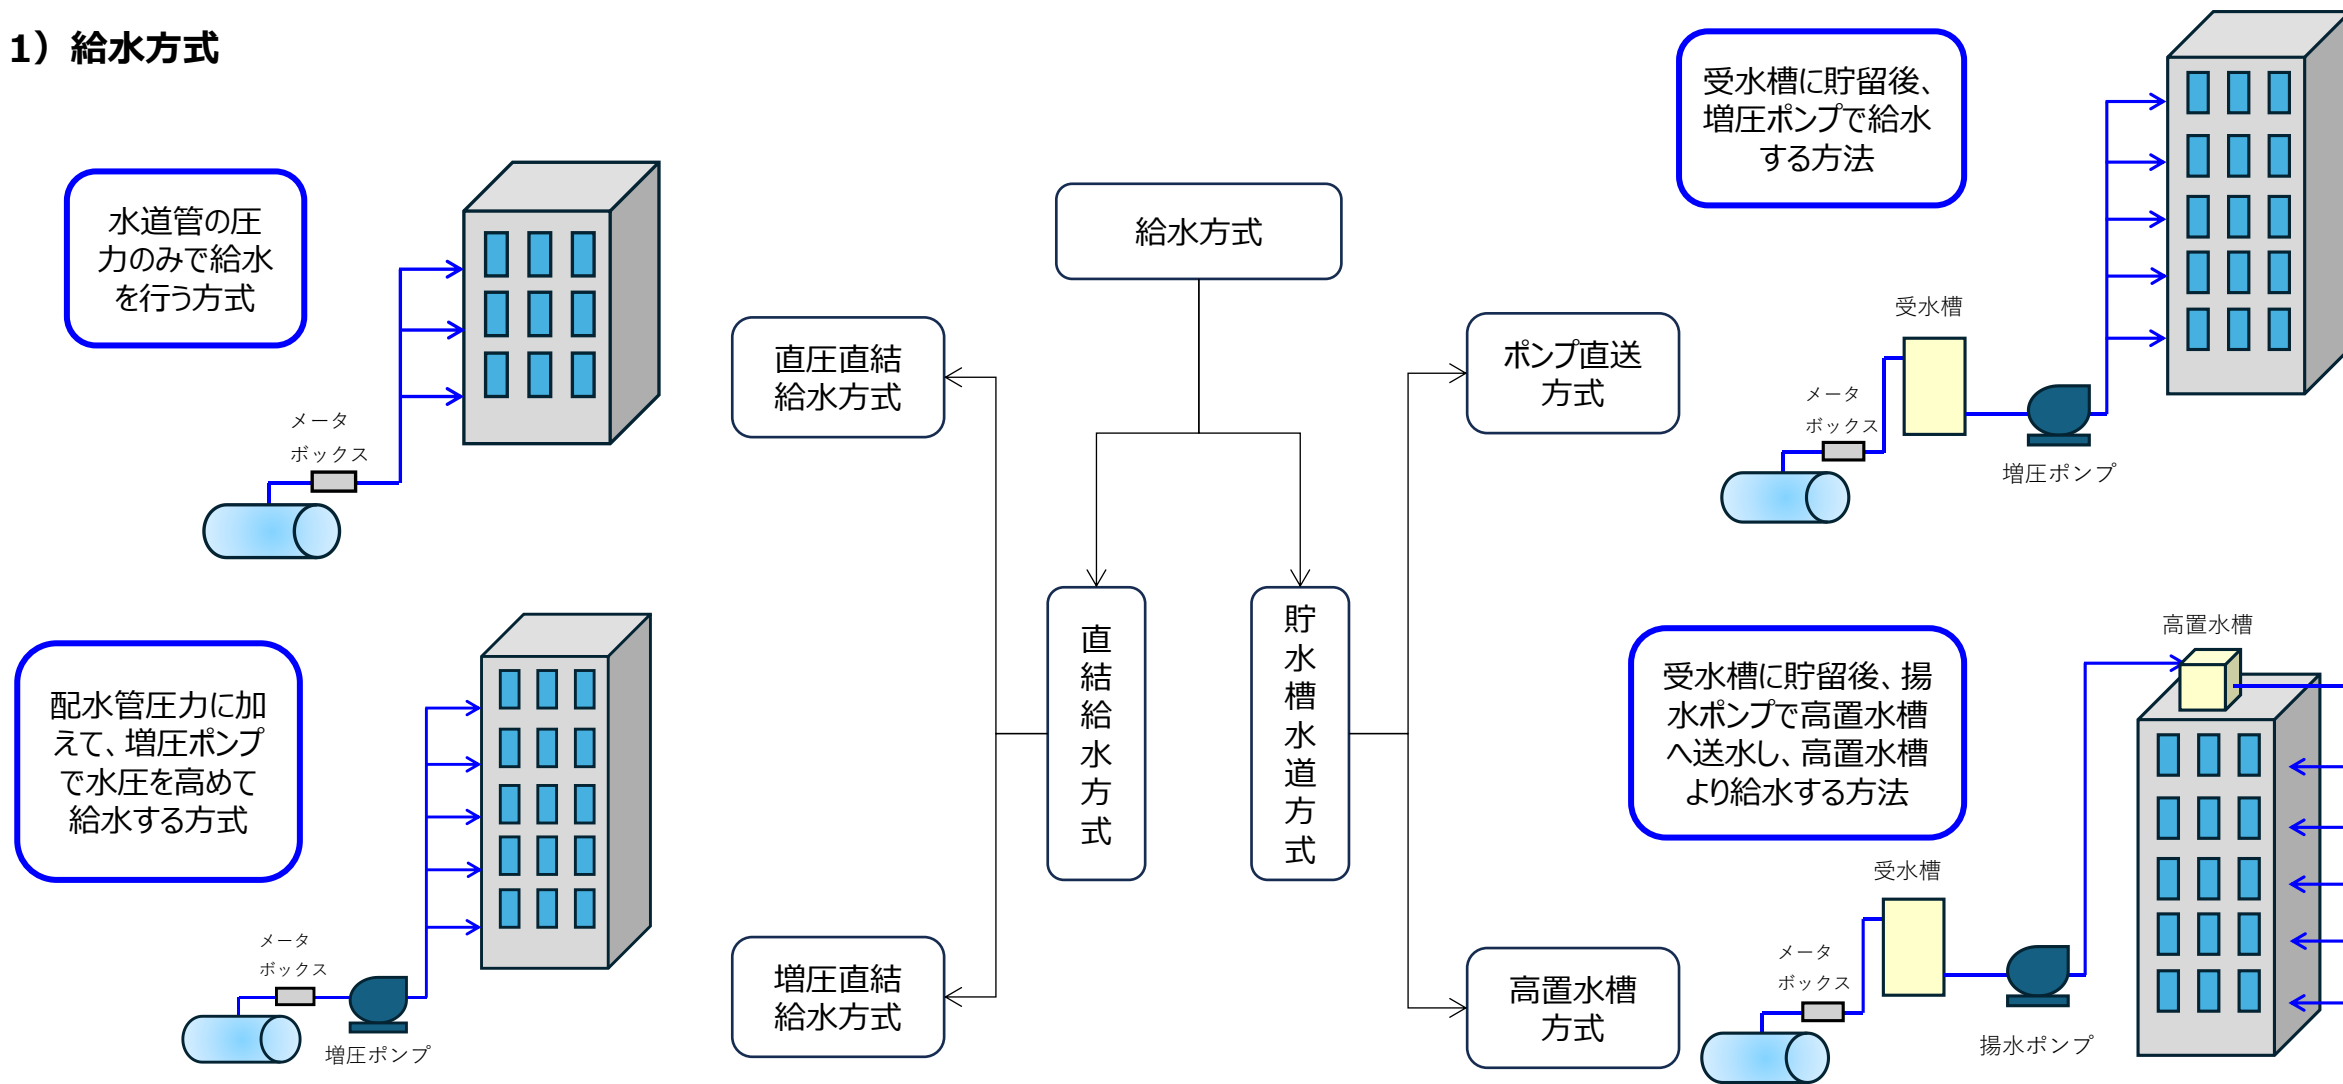 1）給水方式
水道管の圧
力のみで給水
を行う方式
メータ
ボックス
配水管圧力に加
えて、増圧ポンプ
で水圧を高めて
給水する方式
メータ
ボックス
増圧ポンプ
給水方式
直圧直結
給水方式
増圧直結
給水方式
直結給水方式
貯水槽水道方式
ポンプ直送
方式
高置水槽
方式
受水槽に貯留後、
増圧ポンプで給水
する方法
受水槽
メータ
ボックス
増圧ポンプ
高置水槽
受水槽に貯留後、揚
水ポンプで高置水槽
へ送水し、高置水槽
より給水する方法
受水槽
メータ
ボックス
揚水ポンプ